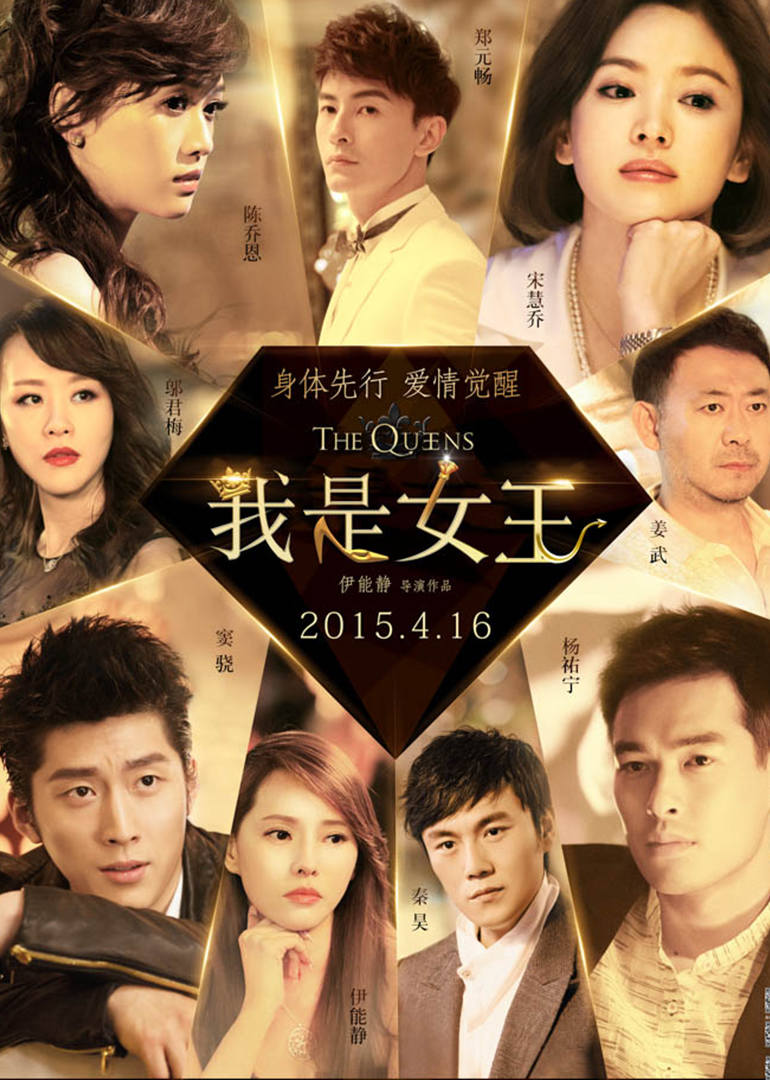 郑元畅
陈乔恩
宋慧乔
邬君梅
身体先行 爱情觉醒
THE QUEENS
我是女王
伊能静 导演作品
2015.4.16
姜武
窦骁
杨祐宁
秦昊
伊能静